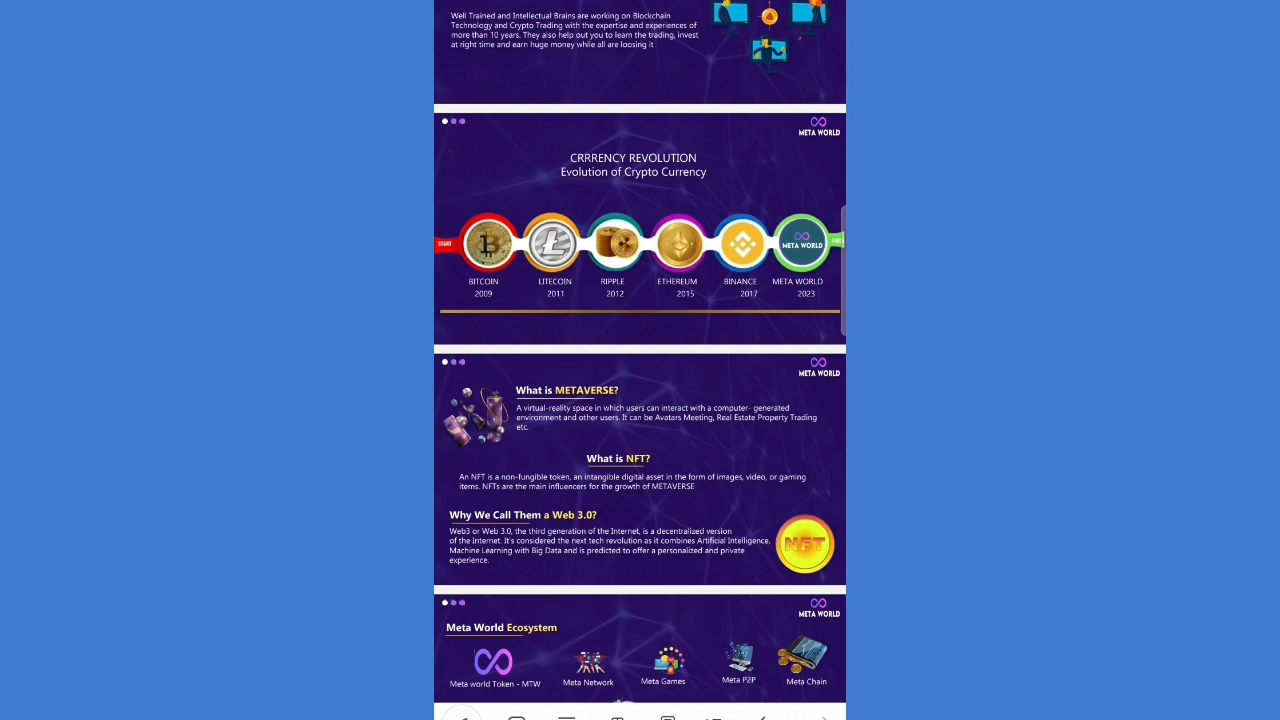 Well Trained and Intellectual Brains are working on Blockchain
Technology and Crypto Trading with the expertise and experiences of
more than 10 years. They also help out you to learn the trading, invest
at right time and earn huge money while all are loosing it
META WORLD
CRRRENCY REVOLUTION
Evolution of Crypto Currency
START
META WORLD
BITCOIN LITECOIN RIPPLE ETHEREUM BINANCE META WORLD
2009 2011 2012 2015 2017 2023
META WORLD
What is METAVERSE?
A virtual-reality space in which users can interact with a computer- generated
environment and other users. It can be Avatars Meeting, Real Estate Property Trading
etc.
What is NFT?
An NFT is a non-fungible token, an intangible digital asset in the form of images, video, or gaming
items. NFTs are the main influencers for the growth of METAVERSE
Why We Call Them a Web 3.0?
Web3 or Web 3.0, the third generation of the Internet, is a decentralized version
of the Internet. It's considered the next tech revolution as it combines Artificial Intelligence,
Machine Learning with Big Data and is predicted to offer a personalized and private
experience.
NFT
META WORLD
Meta World Ecosystem
Meta world Token - MTW Meta Network Meta Games Meta P2P Meta Chain